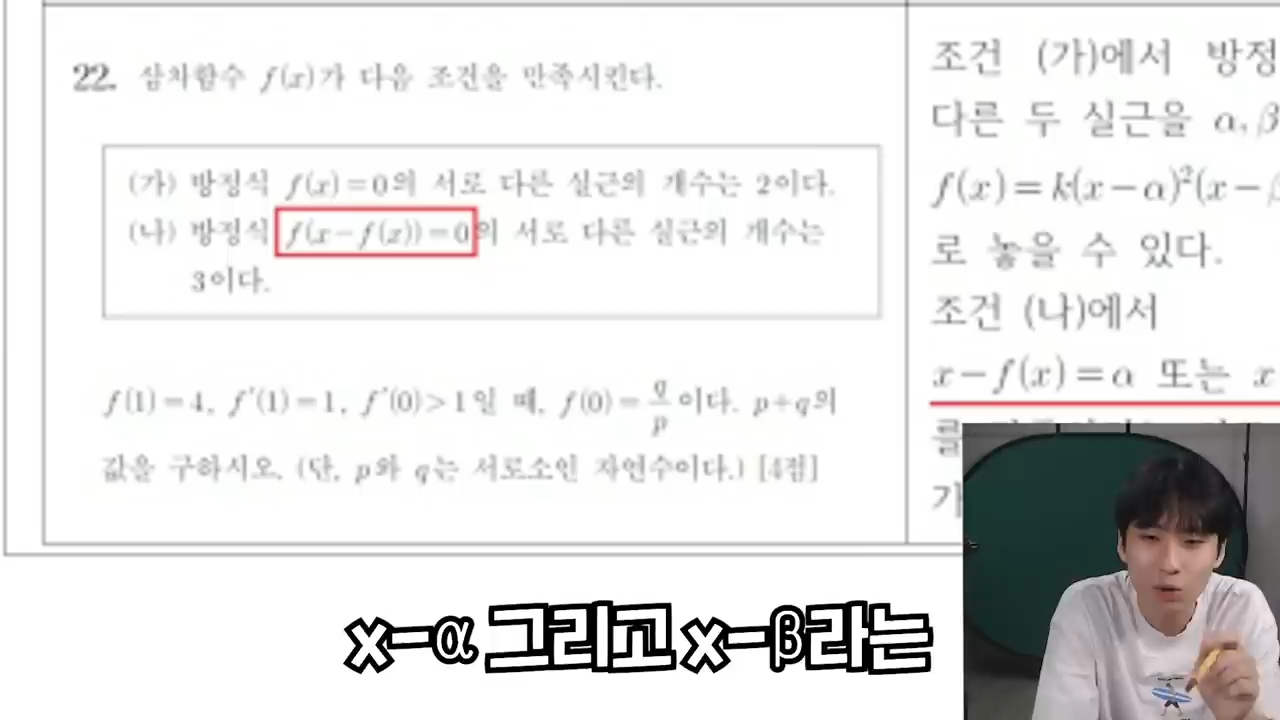 22. 삼차함수 f(x)가 다음 조건을 만족시킨다.
(가) 방정식 f(x)=0의 서로 다른 실근의 개수는 2이다.
(나) 방정식 f(x-f(x))=0의 서로 다른 실근의 개수는
3이다.
f(1)=4, f'(1)=1, f'(0)>1일 때, f(0)=q/p이다. p+q의
값을 구하시오. (단, p와 q는 서로소인 자연수이다.) [4점]
조건 (가)에서 방정
다른 두 실근을 α, β
f(x)=k(x-α)²(x-β
로 놓을 수 있다.
조건 (나)에서
x-f(x)=α 또는 x
를
가
x-α 그리고 x-β라는